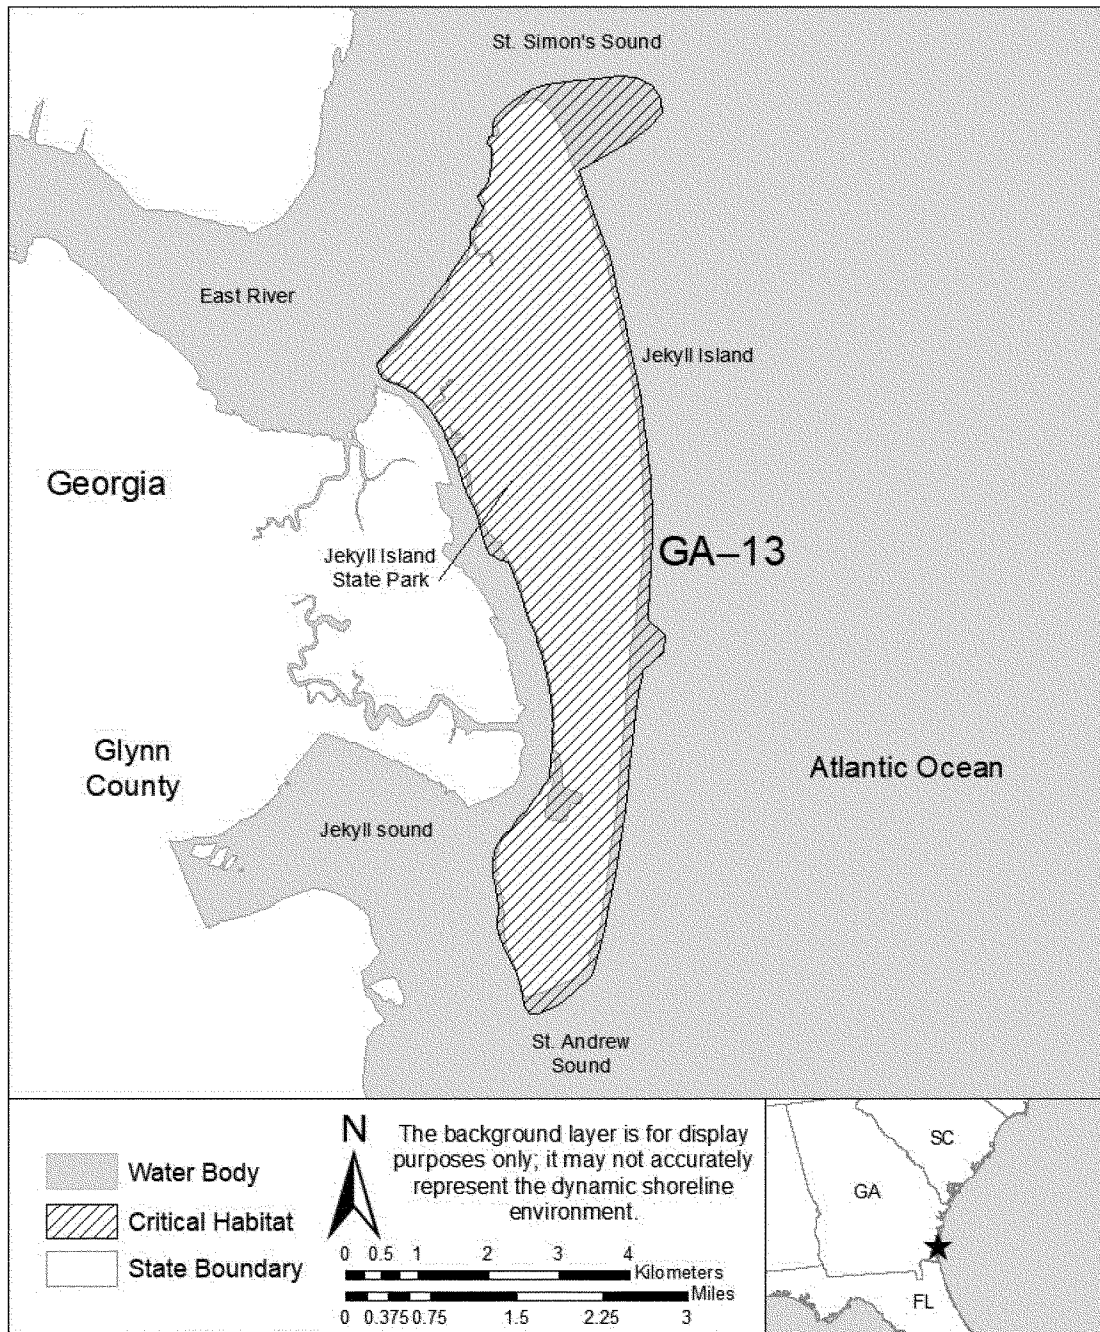 St. Simon's Sound
East River
Jekyll Island
Georgia
GA–13
Jekyll Island
State Park
Glynn
County
Atlantic Ocean
Jekyll sound
St. Andrew
Sound
Water Body
Critical Habitat
State Boundary
N
The background layer is for display
purposes only; it may not accurately
represent the dynamic shoreline
environment.
0 0.5 1 2 3 4
Kilometers
Miles
0 0.375 0.75 1.5 2.25 3
SC
GA
FL